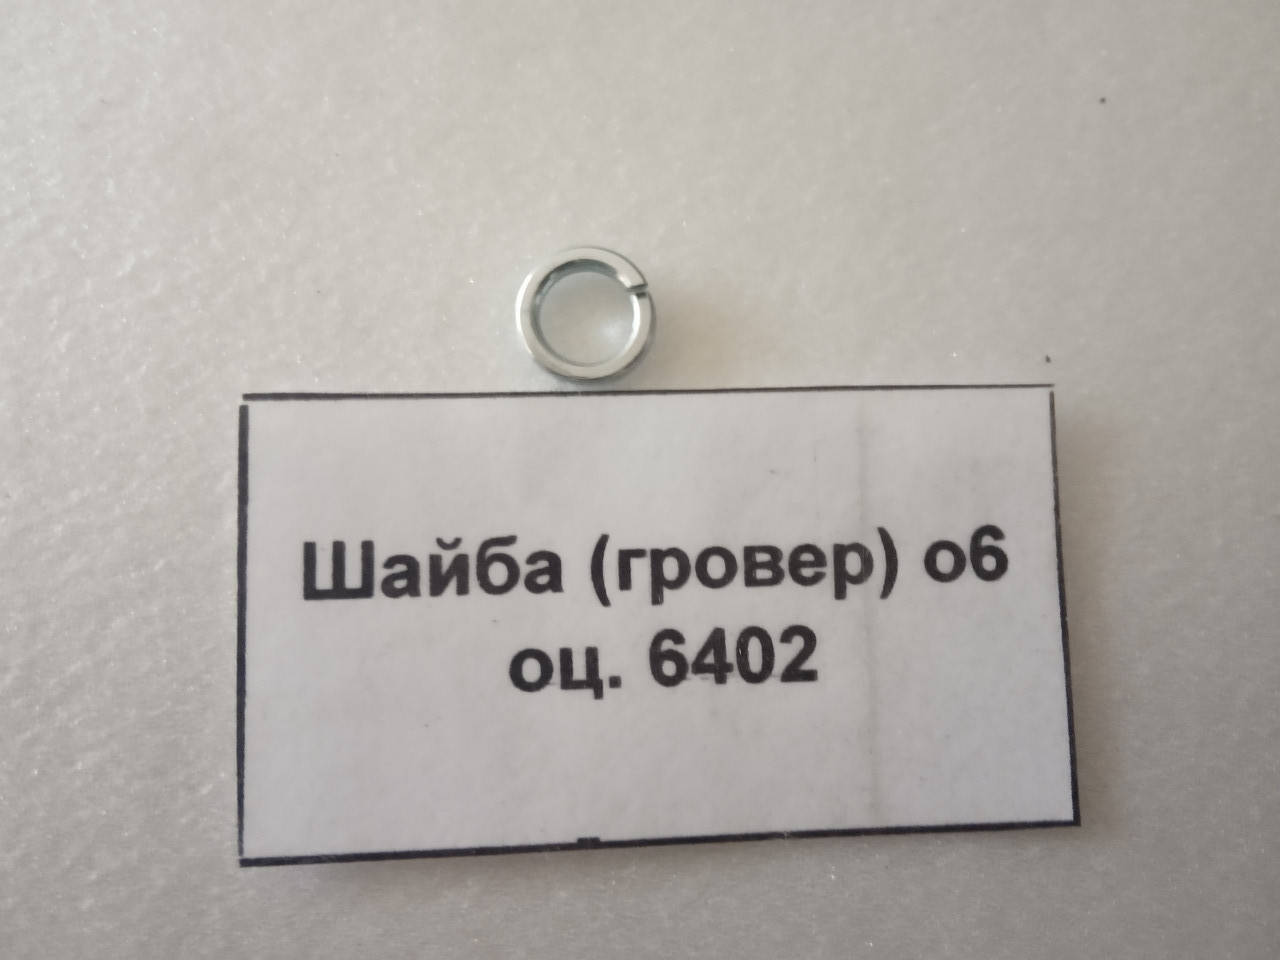 Шайба (гровер) о6
оц. 6402